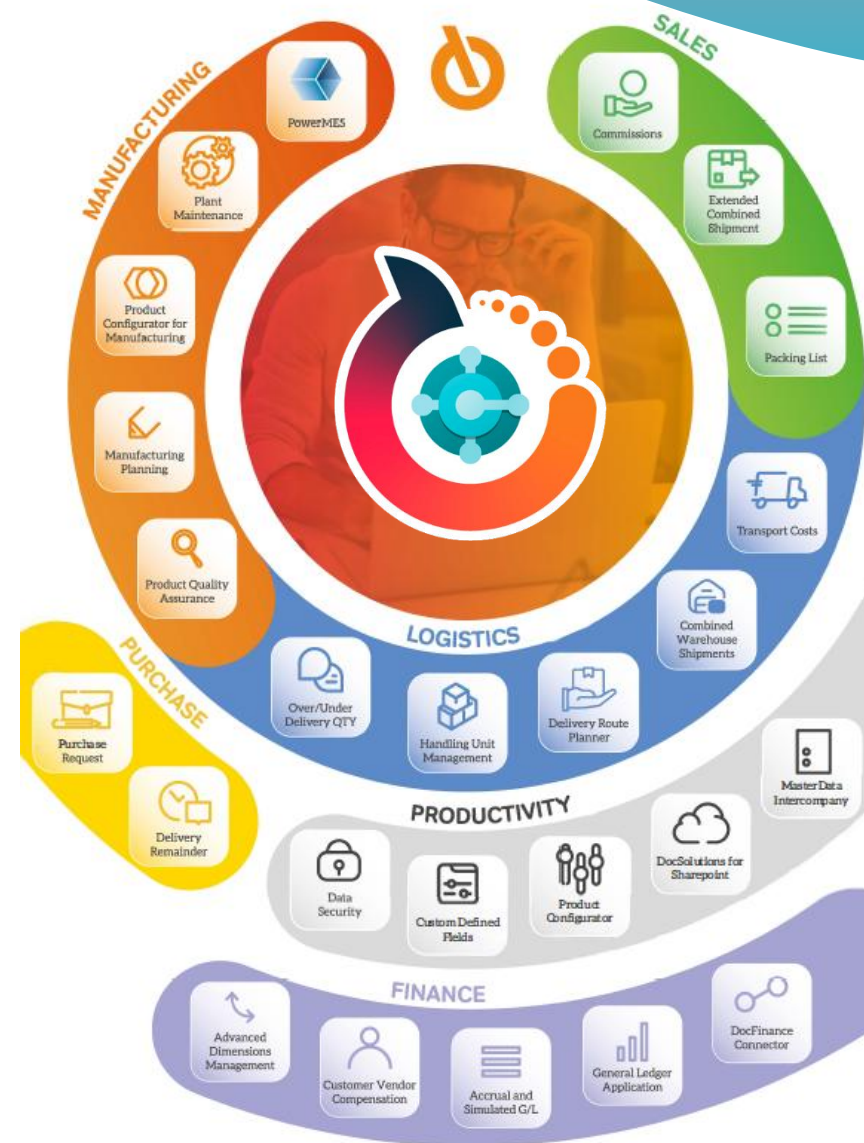 MANUFACTURING
PowerMES
Plant
Maintenance
Product
Configurator for
Manufacturing
Manufacturing
Planning
Product Quality
Assurance
SALES
Commissions
Extended
Combined
Shipment
Packing List
LOGISTICS
Transport Costs
Combined
Warehouse
Shipments
Delivery Route
Planner
Handling Unit
Management
Over/Under
Delivery QTY
PURCHASE
Purchase
Request
Delivery
Remainder
PRODUCTIVITY
Data
Security
Custom Defined
Fields
Product
Configurator
DocSolutions for
Sharepoint
MasterData
Intercompany
FINANCE
Advanced
Dimensions
Management
Customer Vendor
Compensation
Accrual and
Simulated G/L
General Ledger
Application
DocFinance
Connector